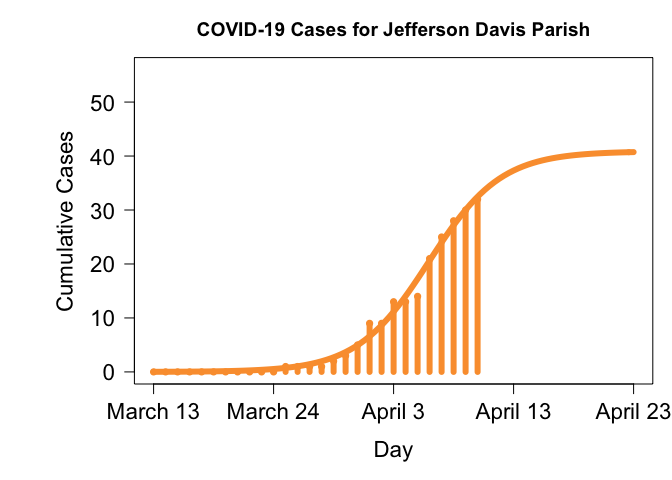 COVID-19 Cases for Jefferson Davis Parish
Cumulative Cases
50
40
30
20
10
0
March 13 March 24 April 3 April 13 April 23
Day